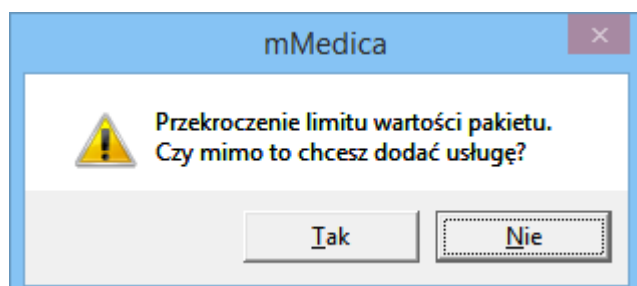 mMedica
Przekroczenie limitu wartości pakietu.
Czy mimo to chcesz dodać usługę?
Tak
Nie